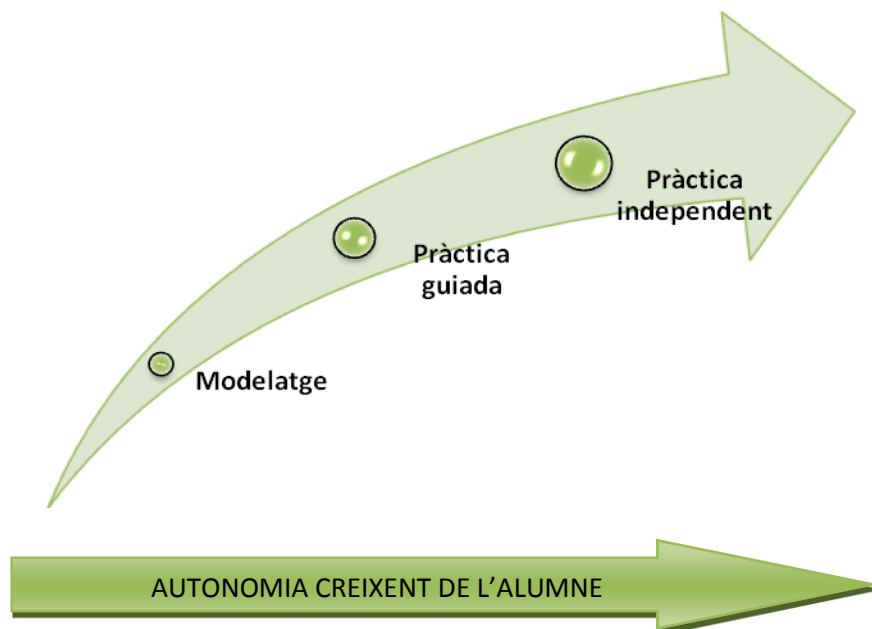 Pràctica
independent
Pràctica
guiada
Modelatge
AUTONOMIA CREIXENT DE L’ALUMNE